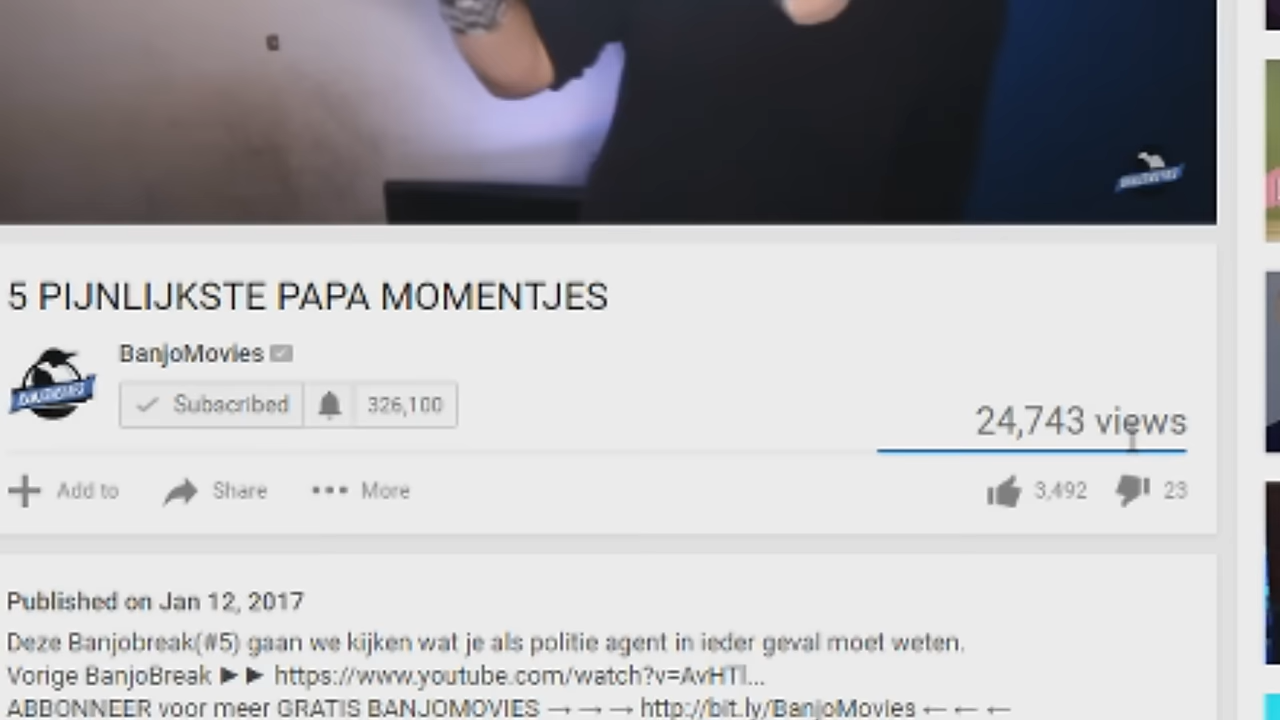 5 PIJNLIJKSTE PAPA MOMENTJES
BanjoMovies
Subscribed 326,100
24,743 views
Add to Share More 3,492 23
Published on Jan 12, 2017
Deze Banjobreak(#5) gaan we kijken wat je als politie agent in ieder geval moet weten.
Vorige BanjoBreak ►► https://www.youtube.com/watch?v=AvHTl...
ABBONNEER voor meer GRATIS BANJOMOVIES → → → http://bit.ly/BanjoMovies ← ← ←